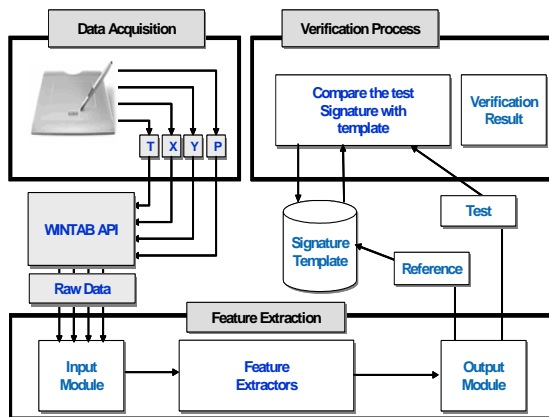 Data Acquisition
Verification Process
Compare the test
Signature with
template
Verification
Result
T X Y P
WINTAB API
Signature
Template
Test
Reference
Raw Data
Feature Extraction
Input
Module
Feature
Extractors
Output
Module